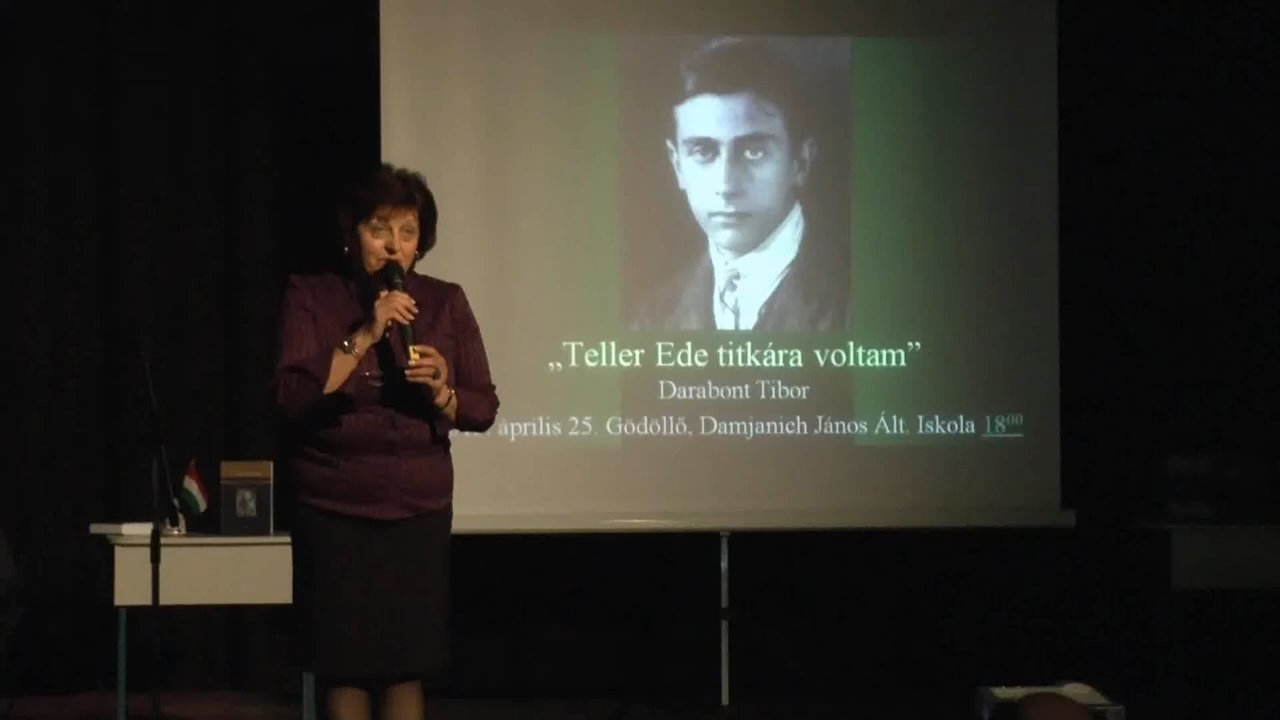 „Teller Ede titkára voltam”
Darabont Tibor
április 25. Gödöllő, Damjanich János Ált. Iskola 18⁰⁰